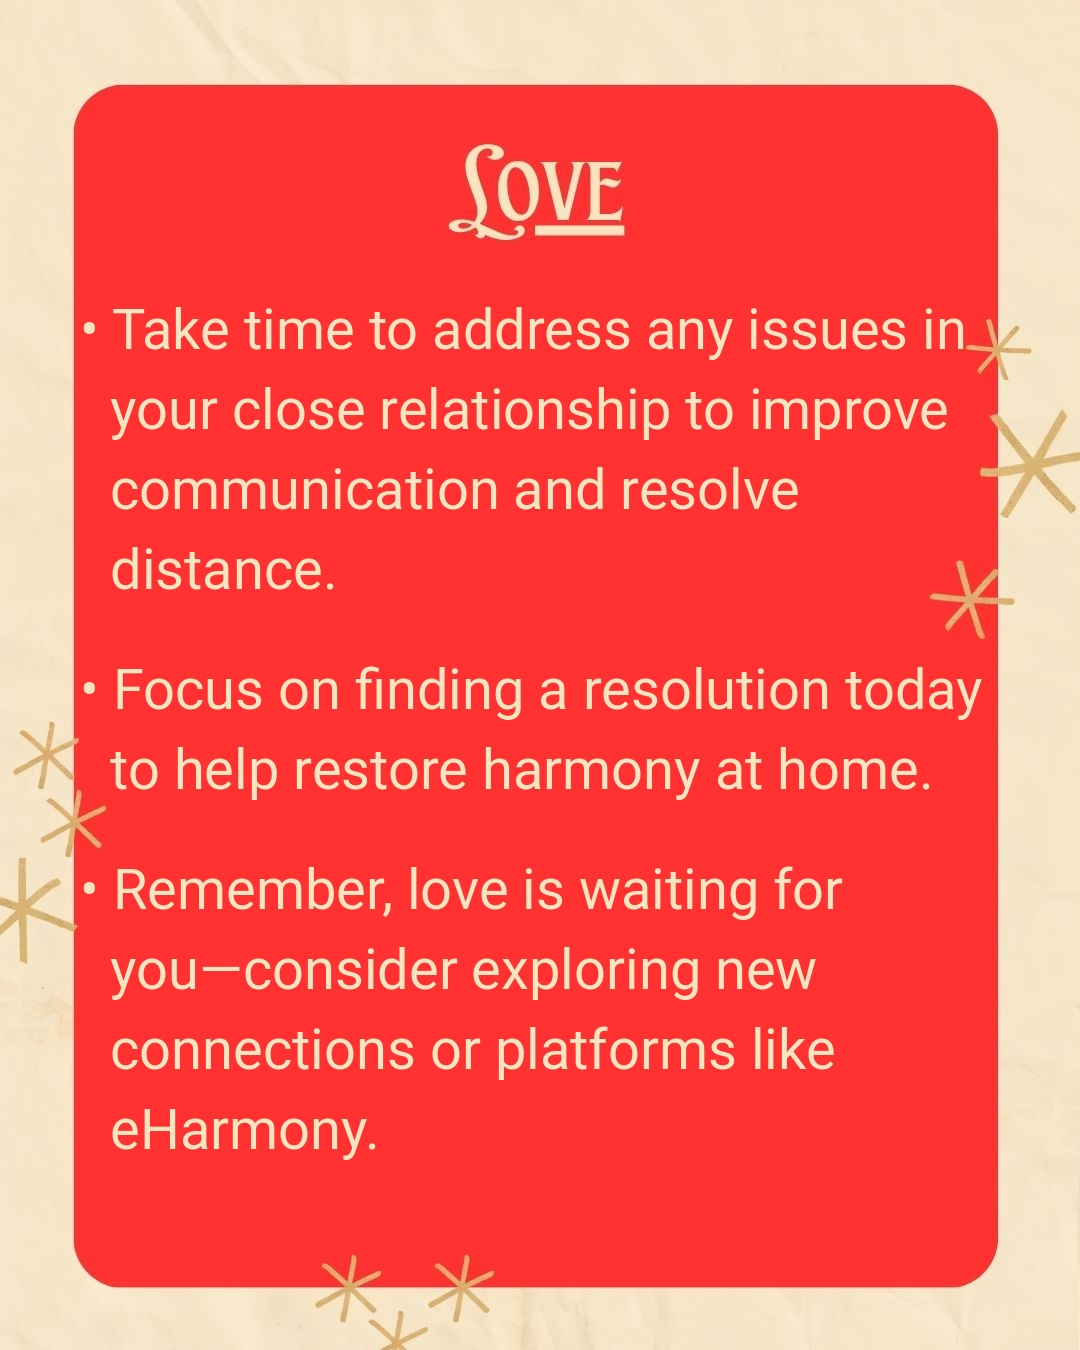 Love
• Take time to address any issues in
your close relationship to improve
communication and resolve
distance.
• Focus on finding a resolution today
to help restore harmony at home.
• Remember, love is waiting for
you—consider exploring new
connections or platforms like
eHarmony.